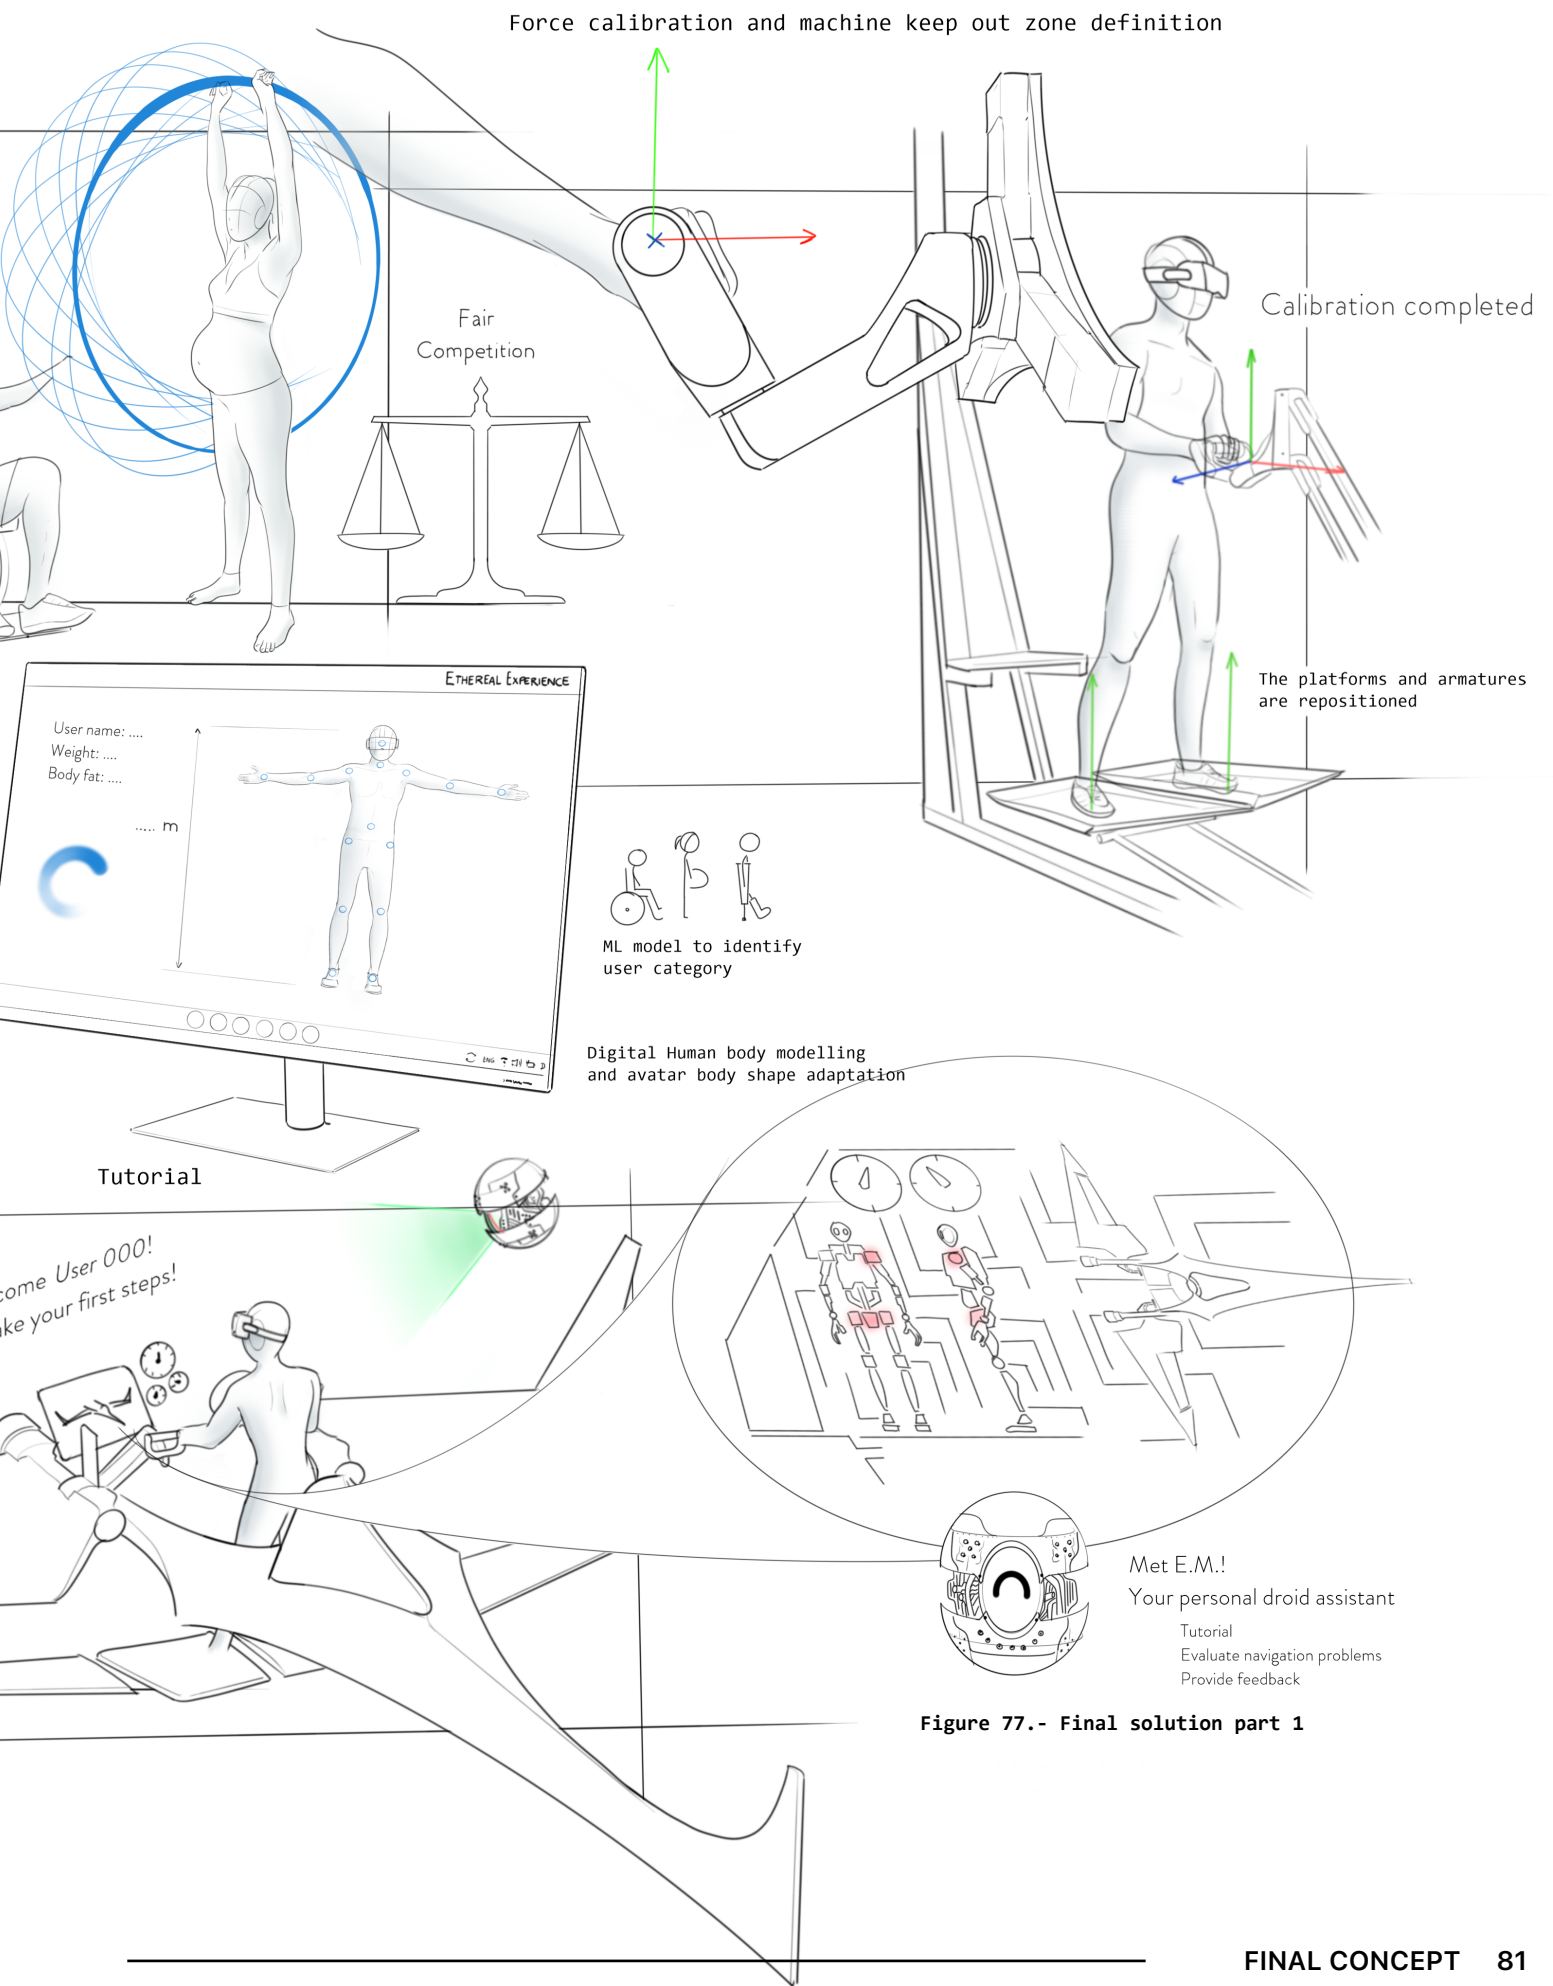 Force calibration and machine keep out zone definition
Fair
Competition
Calibration completed
The platforms and armatures
are repositioned
ETHEREAL EXPERIENCE
User name: ....
Weight: ....
Body fat: ....
..... m
ENG
ML model to identify
user category
Digital Human body modelling
and avatar body shape adaptation
Tutorial
come User 000!
ke your first steps!
Met E.M.!
Your personal droid assistant
Tutorial
Evaluate navigation problems
Provide feedback
Figure 77.- Final solution part 1
FINAL CONCEPT 81